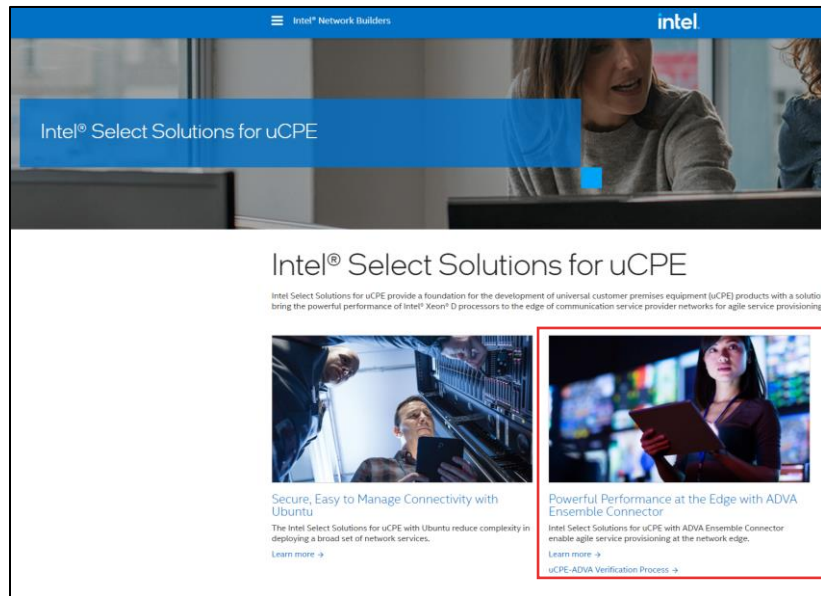 Intel® Network Builders
intel.
Intel® Select Solutions for uCPE
Intel® Select Solutions for uCPE
Intel Select Solutions for uCPE provide a foundation for the development of universal customer premises equipment (uCPE) products with a
bring the powerful performance of Intel® Xeon® D processors to the edge of communication service provider networks for agile service provisioning
Secure, Easy to Manage Connectivity with
Ubuntu
The Intel Select Solutions for uCPE with Ubuntu reduce complexity in
deploying a broad set of network services.
Learn more →
Powerful Performance at the Edge with ADVA
Ensemble Connector
Intel Select Solutions for uCPE with ADVA Ensemble Connector
enable agile service provisioning at the network edge.
Learn more →
uCPE-ADVA Verification Process →